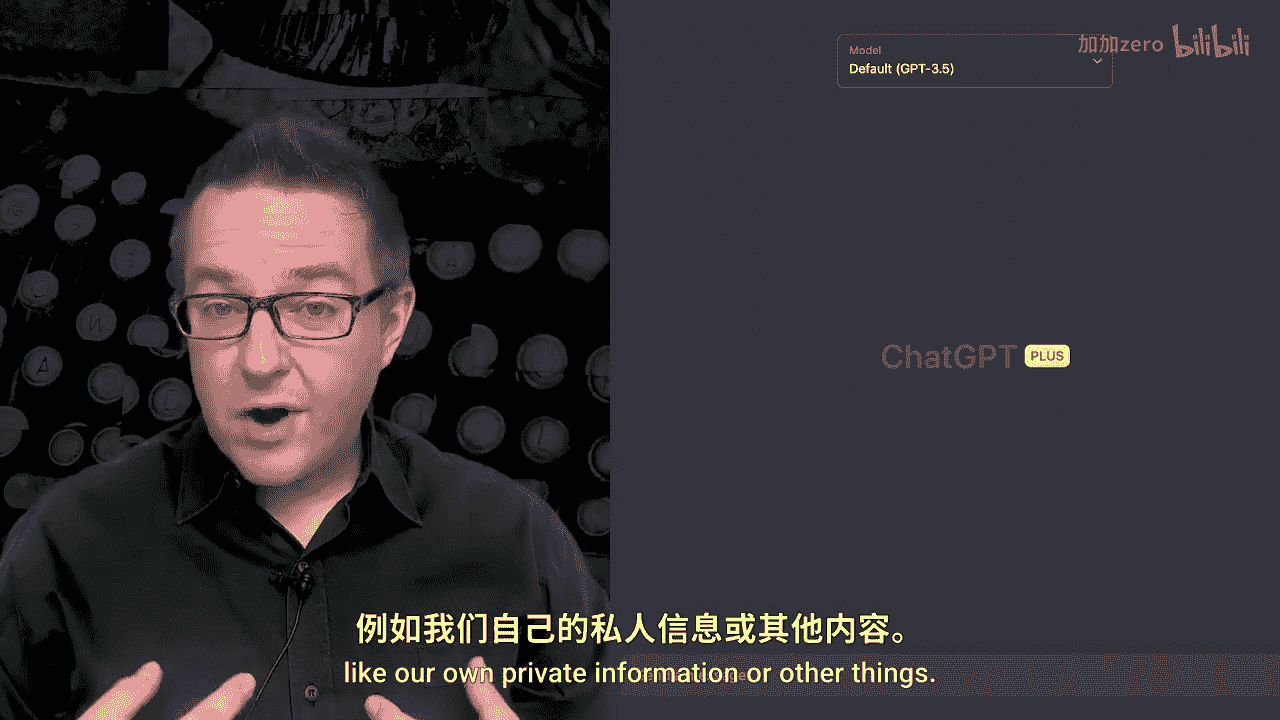 加加zero bilibili
Model
Default (GPT-3.5)
ChatGPT PLUS
例如我们自己的私人信息或其他内容。
like our own private information or other things.